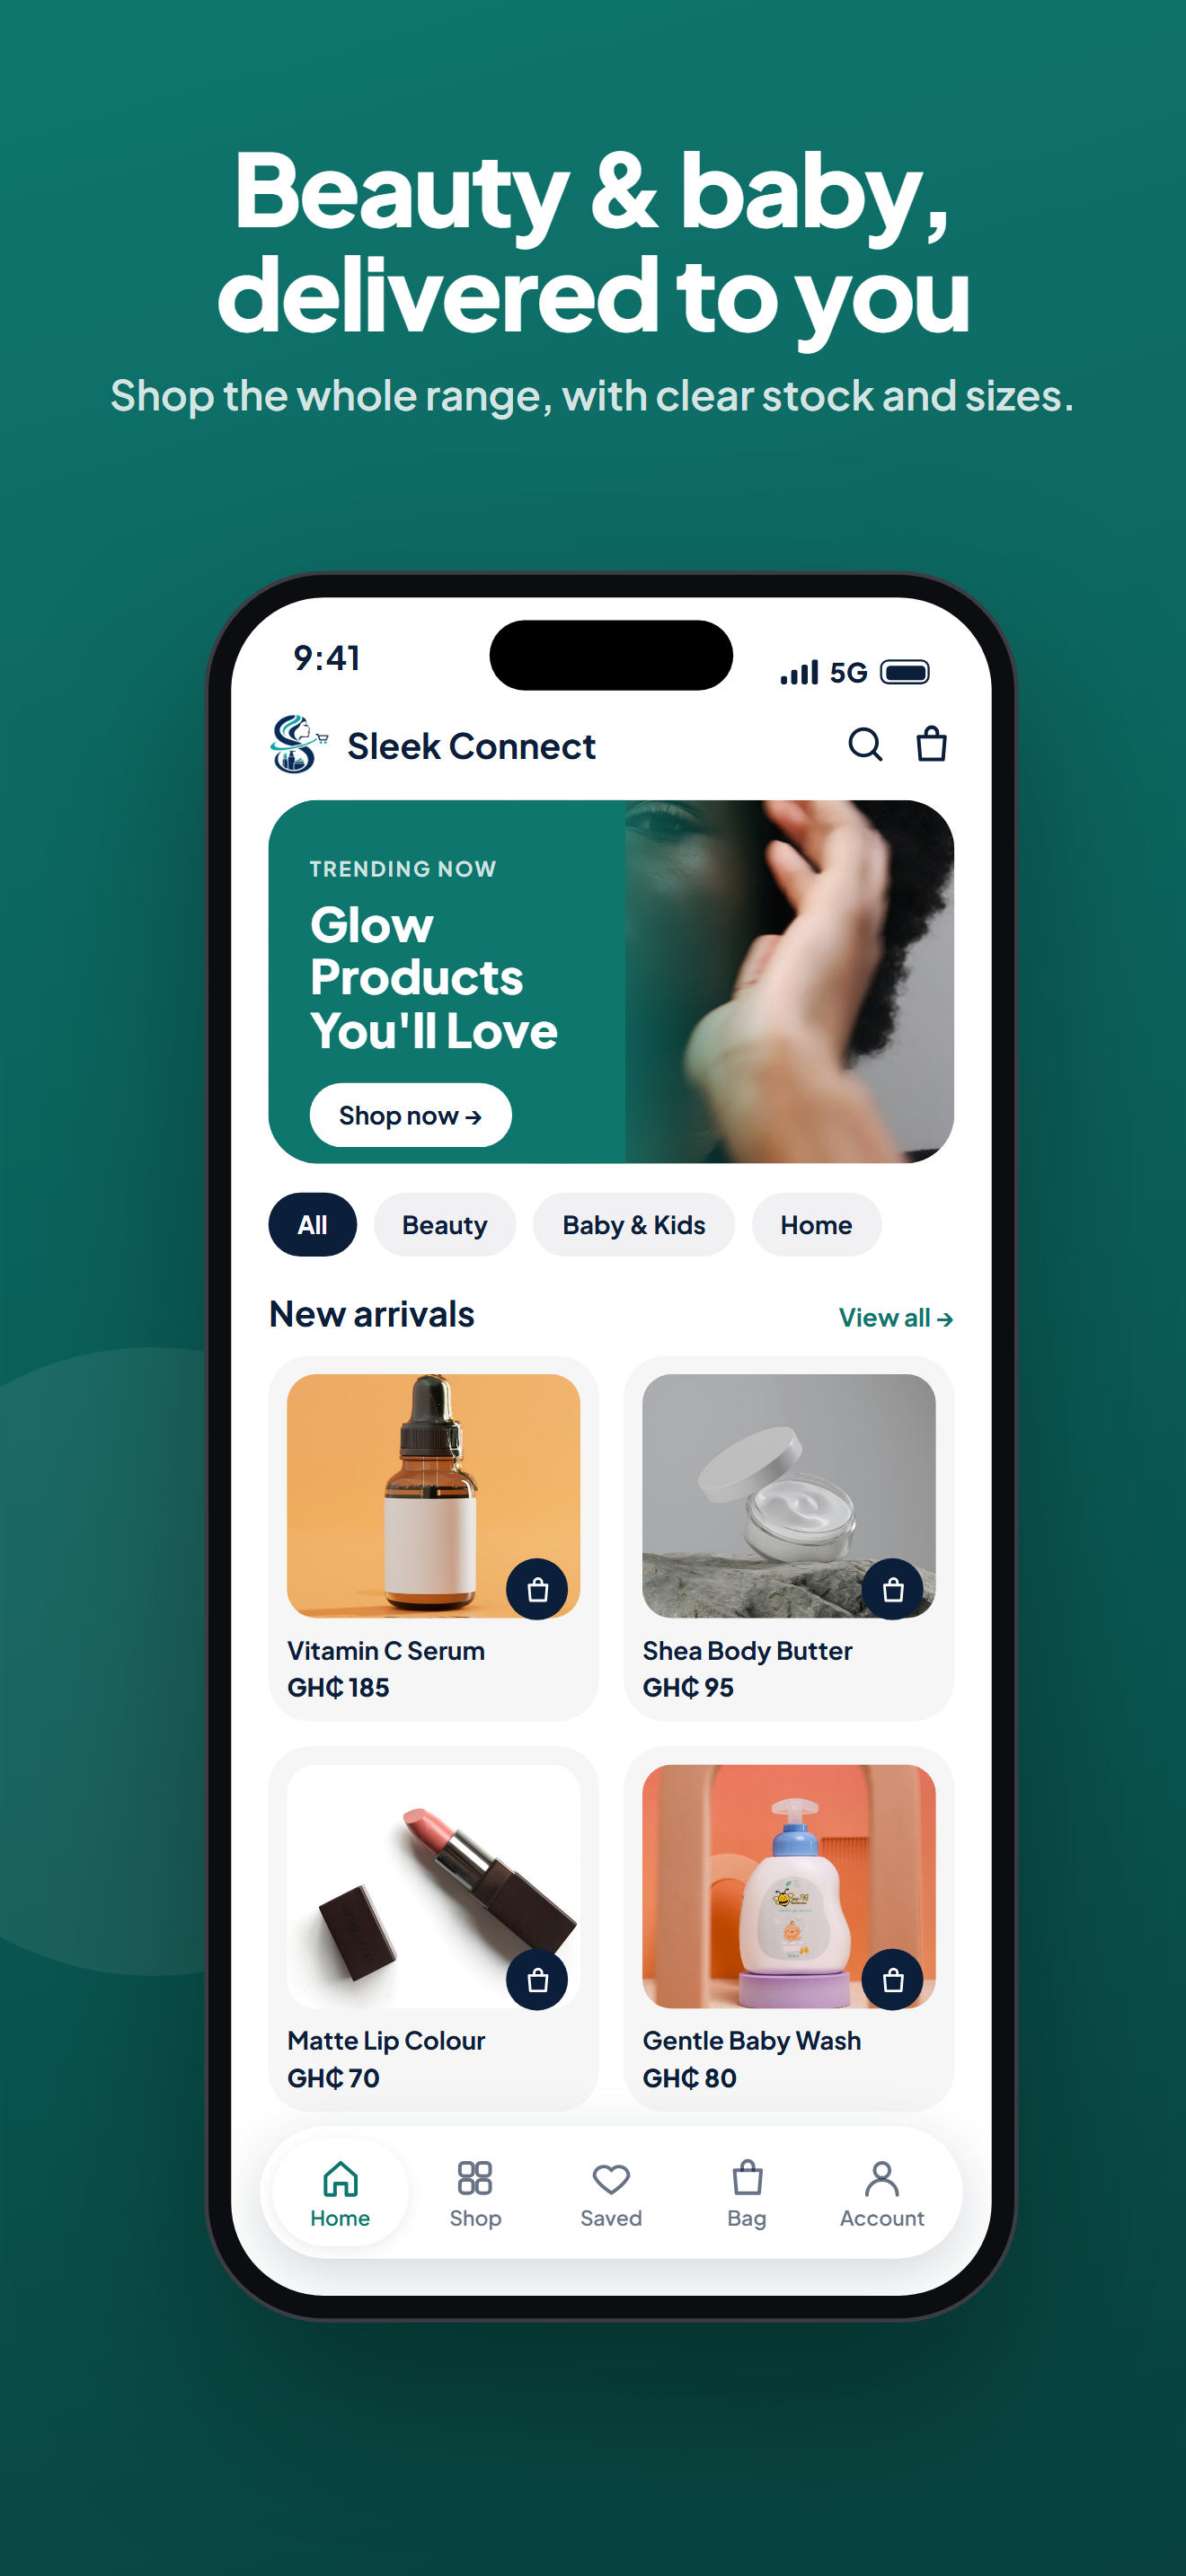 Beauty & baby,
delivered to you
Shop the whole range, with clear stock and sizes.
9:41
5G
Sleek Connect
TRENDING NOW
Glow
Products
You'll Love
Shop now →
All Beauty Baby & Kids Home
New arrivals View all →
Vitamin C Serum Shea Body Butter
GH₵ 185 GH₵ 95
Matte Lip Colour Gentle Baby Wash
GH₵ 70 GH₵ 80
Home Shop Saved Bag Account